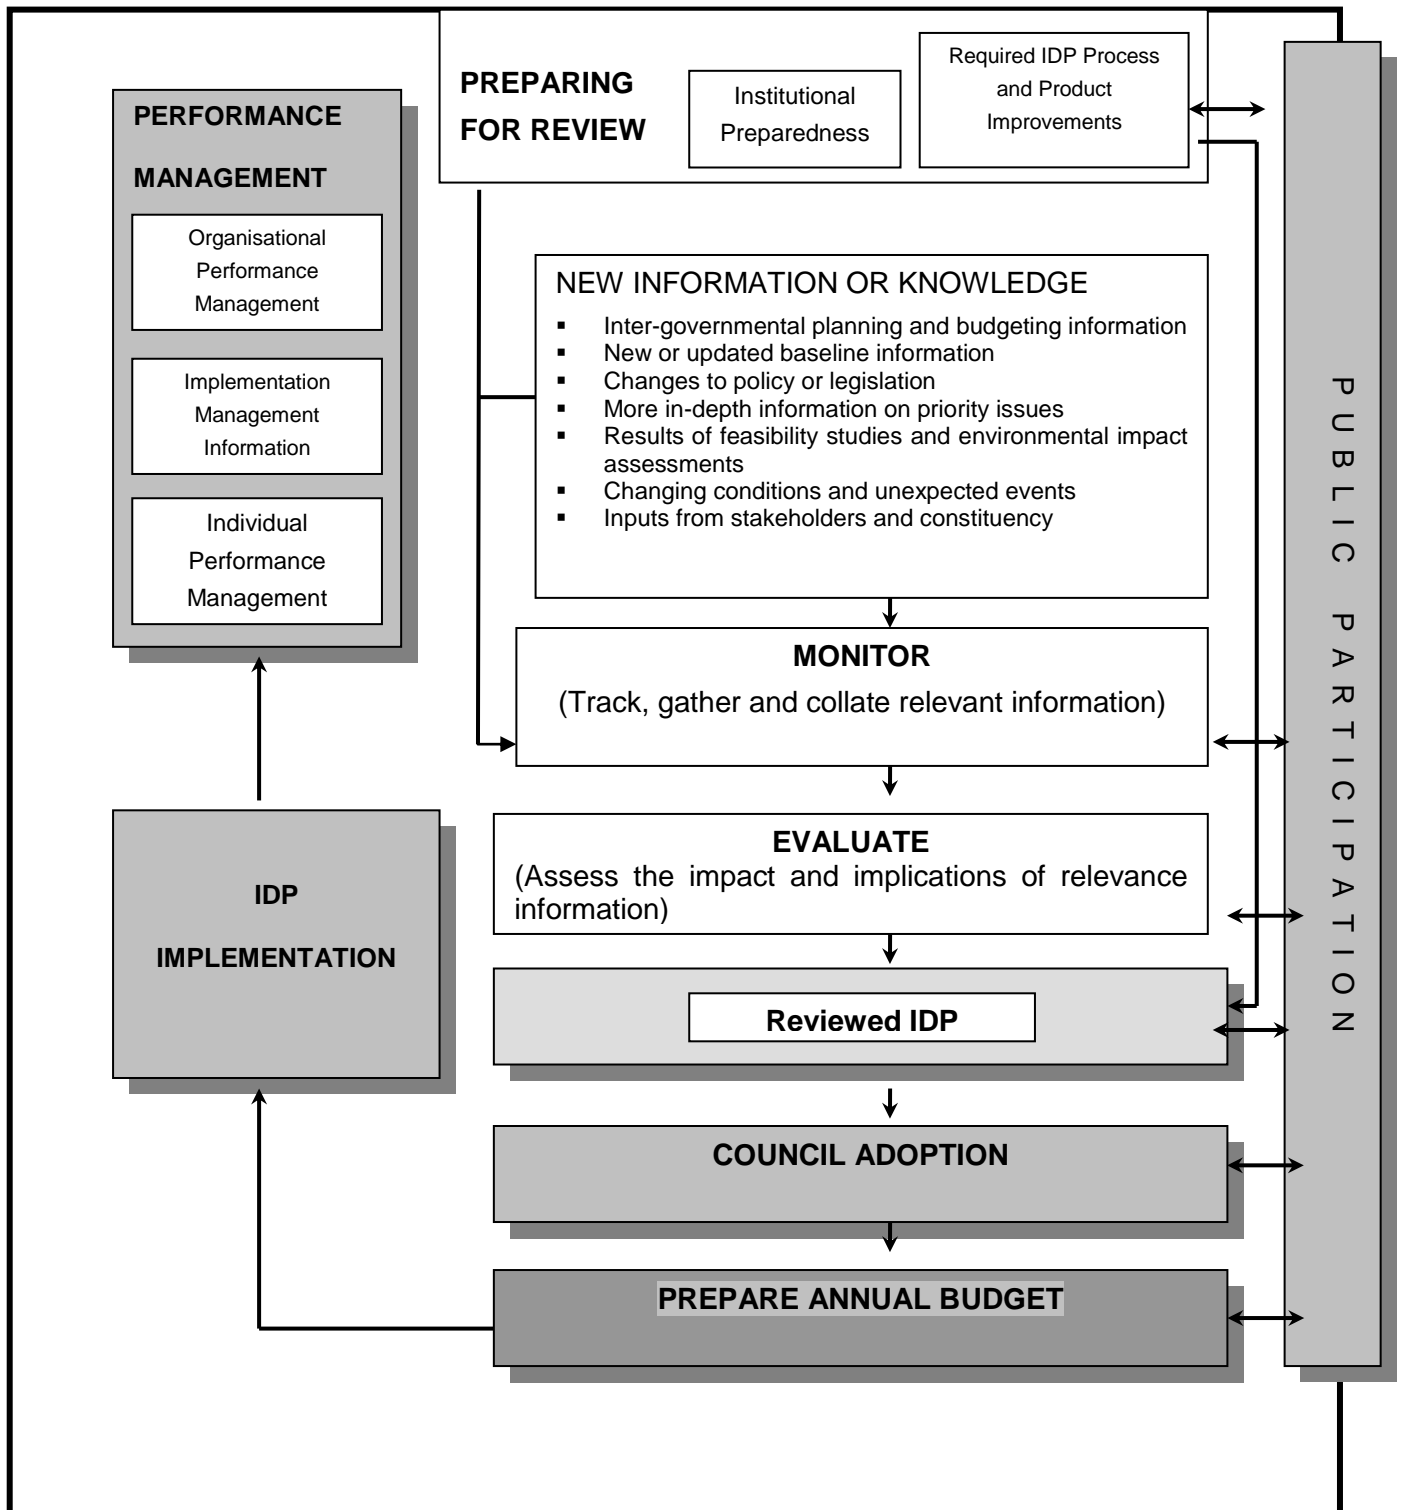 PREPARING
FOR REVIEW
Institutional
Preparedness
Required IDP Process
and Product
Improvements
PERFORMANCE
MANAGEMENT
Organisational
Performance
Management
Implementation
Management
Information
Individual
Performance
Management
NEW INFORMATION OR KNOWLEDGE
▪ Inter-governmental planning and budgeting information
▪ New or updated baseline information
▪ Changes to policy or legislation
▪ More in-depth information on priority issues
▪ Results of feasibility studies and environmental impact
assessments
▪ Changing conditions and unexpected events
▪ Inputs from stakeholders and constituency
MONITOR
(Track, gather and collate relevant information)
EVALUATE
(Assess the impact and implications of relevance
information)
Reviewed IDP
COUNCIL ADOPTION
PREPARE ANNUAL BUDGET
IDP
IMPLEMENTATION
PUBLIC PARTICIPATION